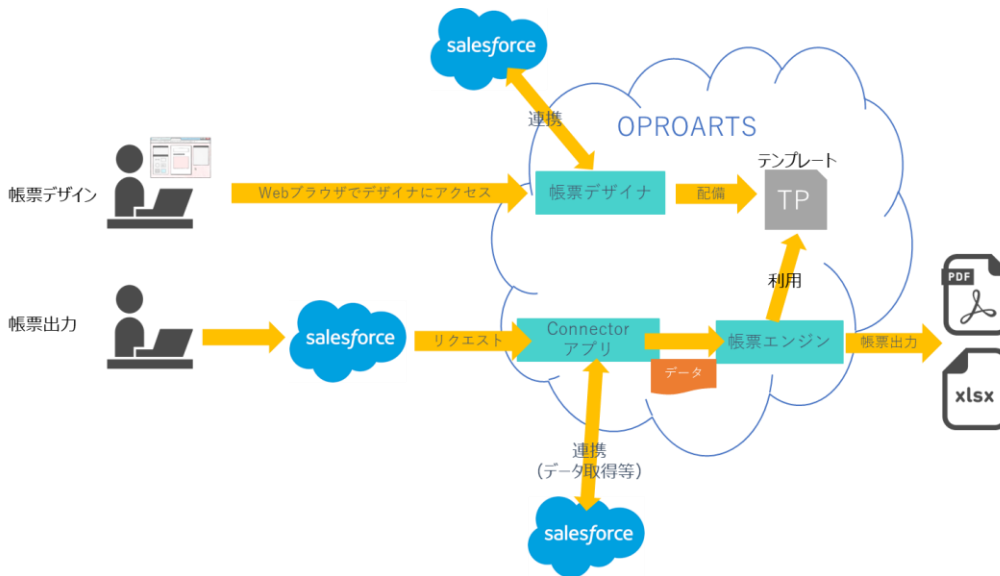 salesforce
連携
OPROARTS
テンプレート
帳票デザイン
Webブラウザでデザイナにアクセス
帳票デザイナ
配備
TP
利用
PDF
帳票出力
salesforce
リクエスト
Connector
アプリ
帳票エンジン
帳票出力
データ
xlsx
連携
(データ取得等)
salesforce